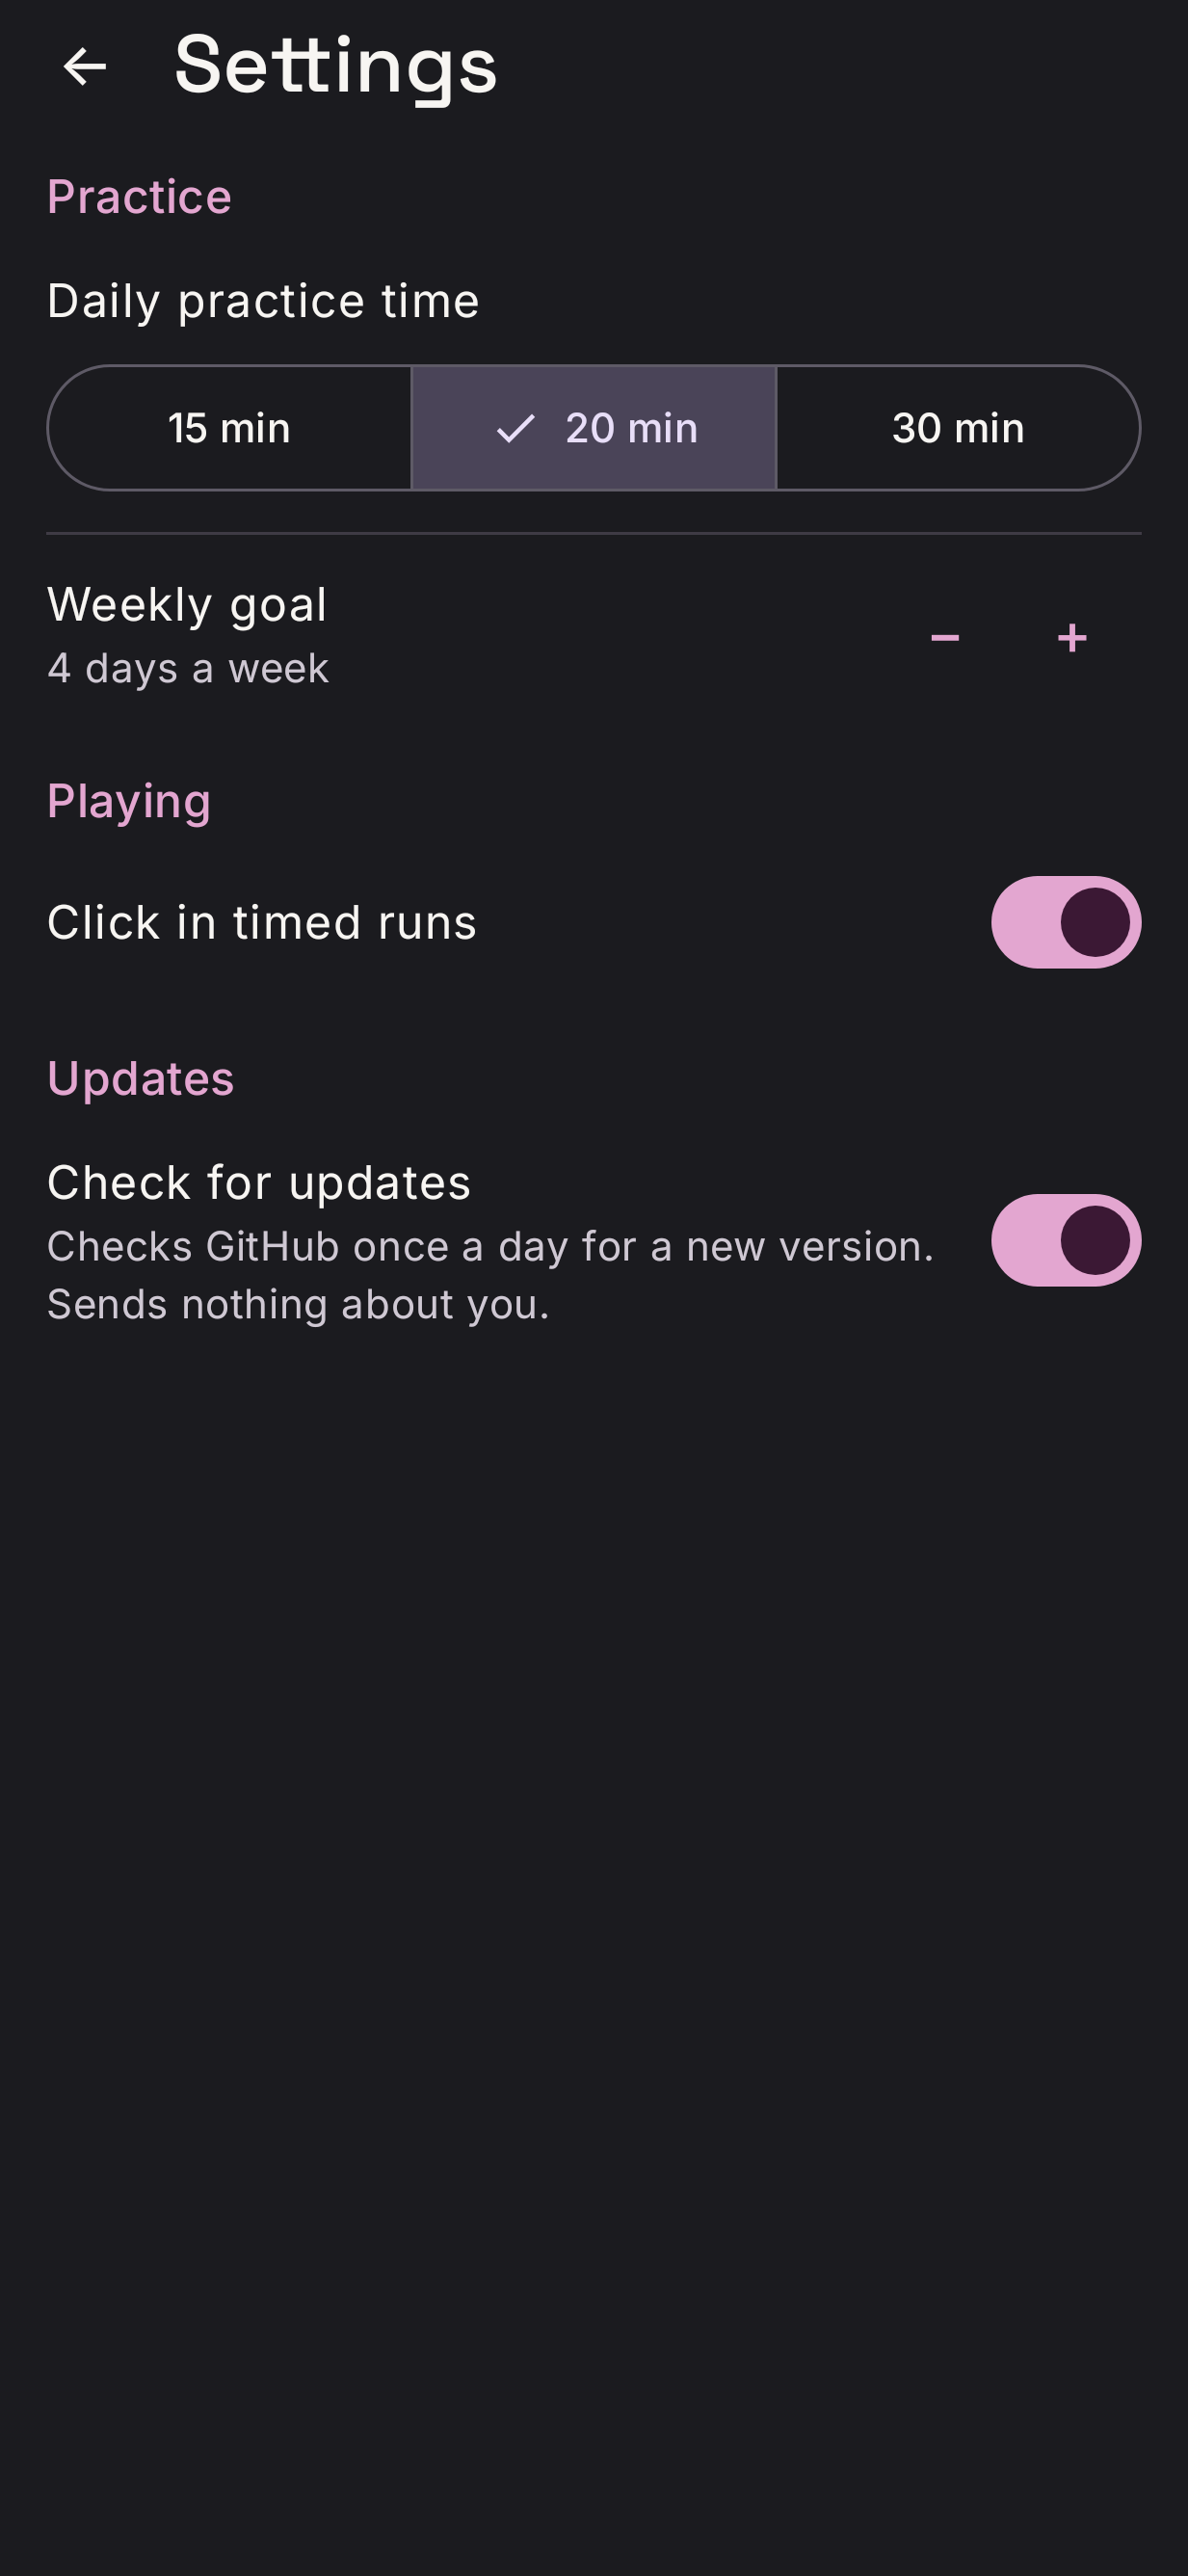 Settings
Practice
Daily practice time
15 min
20 min
30 min
Weekly goal
4 days a week
Playing
Click in timed runs
Updates
Check for updates
Checks GitHub once a day for a new version.
Sends nothing about you.